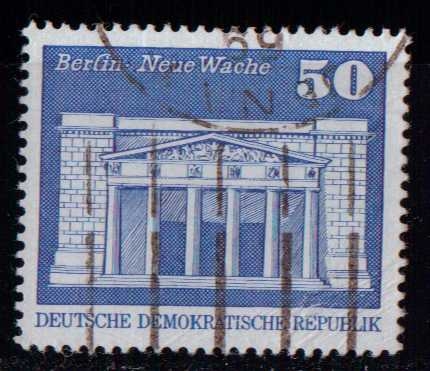 Berlin · Neue Wache
50
DEUTSCHE DEMOKRATISCHE REPUBLIK